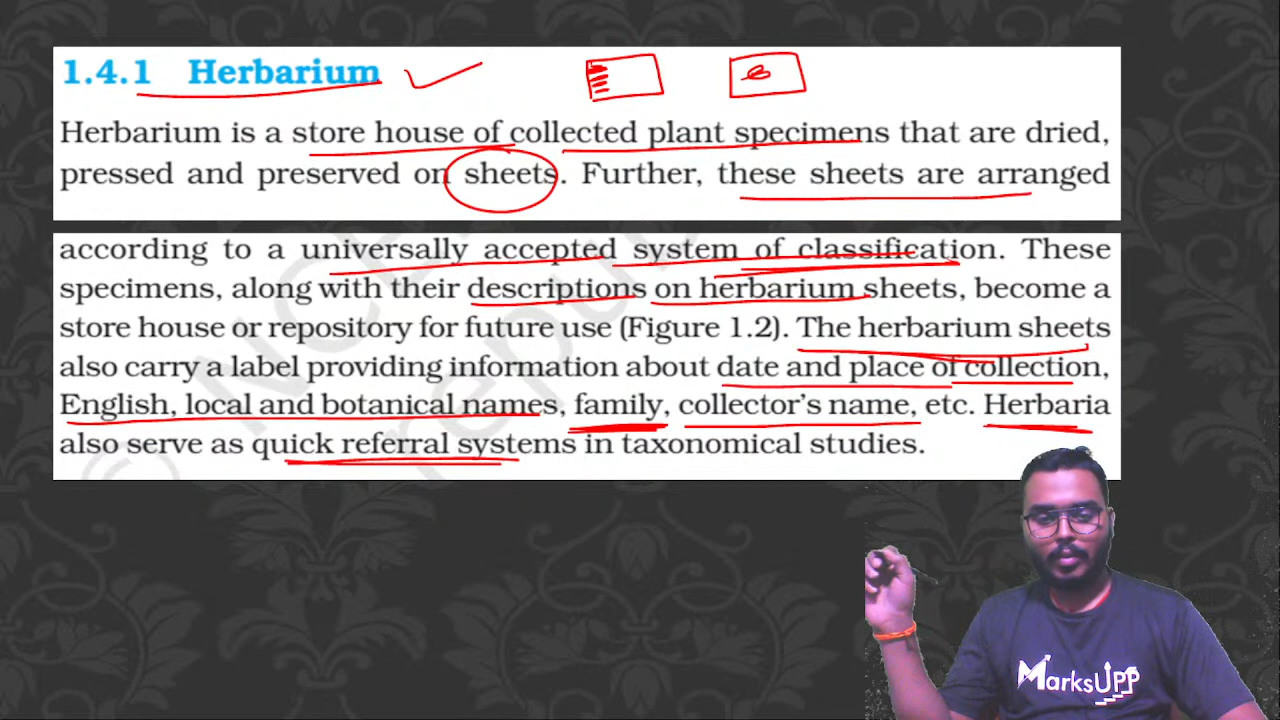 1.4.1 Herbarium
Herbarium is a store house of collected plant specimens that are dried,
pressed and preserved on sheets. Further, these sheets are arranged
according to a universally accepted system of classification. These
specimens, along with their descriptions on herbarium sheets, become a
store house or repository for future use (Figure 1.2). The herbarium sheets
also carry a label providing information about date and place of collection,
English, local and botanical names, family, collector's name, etc. Herbaria
also serve as quick referral systems in taxonomical studies.
MarksUPP